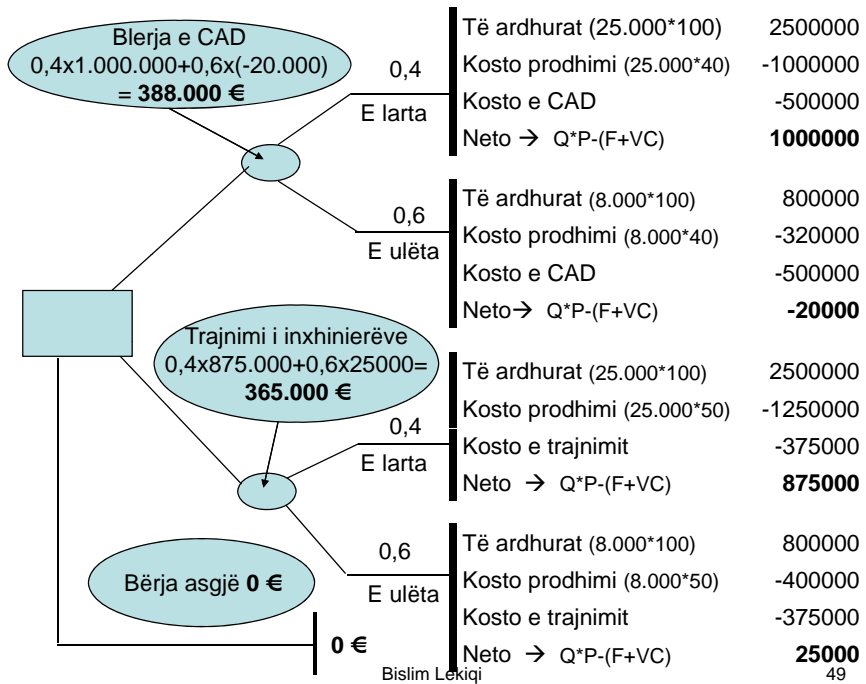 Blerja e CAD
0,4x1.000.000+0,6x(-20.000)
= 388.000 €
0,4
E larta
Të ardhurat (25.000*100) 2500000
Kosto prodhimi (25.000*40) -1000000
Kosto e CAD -500000
Neto → Q*P-(F+VC) 1000000
0,6
E ulëta
Të ardhurat (8.000*100) 800000
Kosto prodhimi (8.000*40) -320000
Kosto e CAD -500000
Neto→ Q*P-(F+VC) -20000
Trajnimi i inxhinierëve
0,4x875.000+0,6x25000=
365.000 €
0,4
E larta
Të ardhurat (25.000*100) 2500000
Kosto prodhimi (25.000*50) -1250000
Kosto e trajnimit -375000
Neto → Q*P-(F+VC) 875000
0,6
E ulëta
Të ardhurat (8.000*100) 800000
Kosto prodhimi (8.000*50) -400000
Kosto e trajnimit -375000
Neto → Q*P-(F+VC) 25000
Bërja asgjë 0 €
0 €
Bislim Lekiqi 49